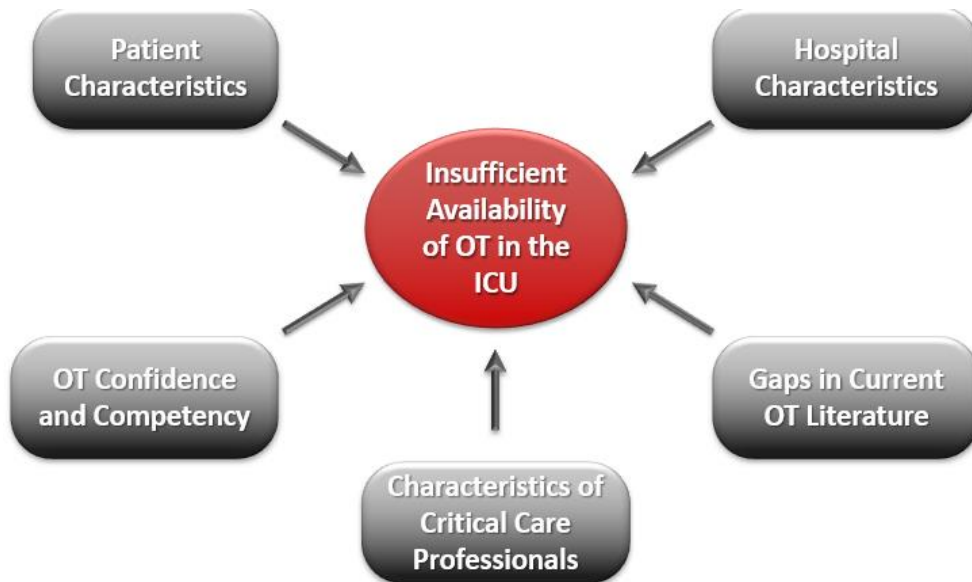 Patient
Characteristics
Hospital
Characteristics
Insufficient
Availability
of OT in the
ICU
OT Confidence
and Competency
Gaps in Current
OT Literature
Characteristics of
Critical Care
Professionals